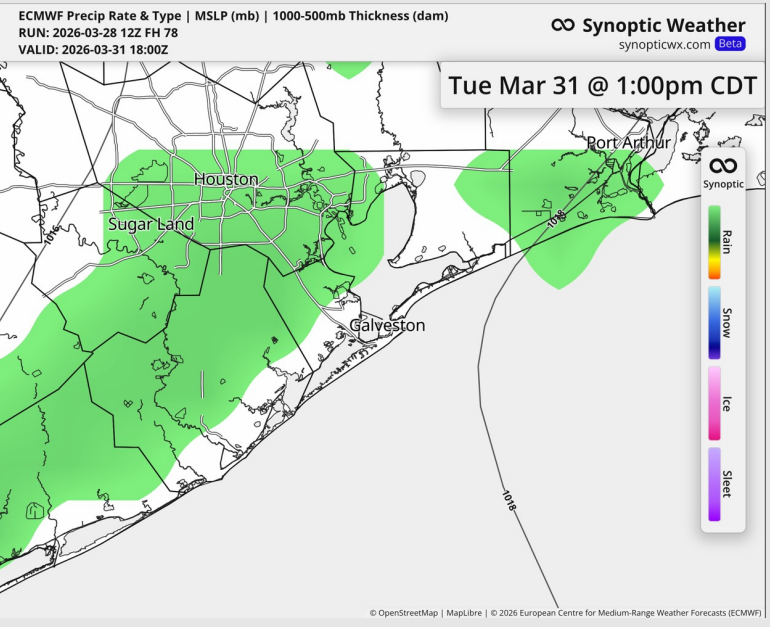 ECMWF Precip Rate & Type | MSLP (mb) | 1000-500mb Thickness (dam)
RUN: 2026-03-28 12Z FH 78
VALID: 2026-03-31 18:00Z
Synoptic Weather
synopticwx.com Beta
Tue Mar 31 @ 1:00pm CDT
Port Arthur
Houston
Synoptic
1018
Sugar Land
1016
Rain
Galveston
Snow
Ice
Sleet
1018
© OpenStreetMap | MapLibre | © 2026 European Centre for Medium-Range Weather Forecasts (ECMWF)